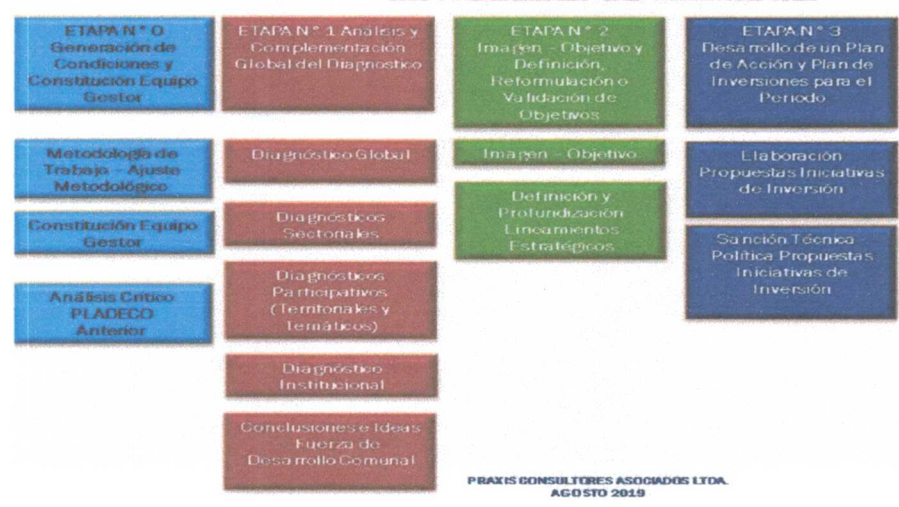 ETAPA N° 0
Generación de
Condiciones y
Constitución Equipo
Gestor
Metodología de
Trabajo - Ajuste
Metodológico
Constitución Equipo
Gestor
Análisis Critico
PLADECO
Anterior
ETAPA N° 1 Análisis y
Complementación
Global del Diagnostico
Diagnóstico Global
Diagnósticos
Sectoriales
Diagnósticos
Participativos
(Territoriales y
Temáticos)
Diagnóstico
Institucional
Conclusiones e Ideas
Fuerza de
Desarrollo Comunal
ETAPA N° 2
Imagen - Objetivo y
Definición,
Reformulación o
Validación de
Objetivos
Imagen - Objetivo
Definición y
Profundización
Lineamientos
Estratégicos
ETAPA N° 3
Desarrollo de un Plan
de Acción y Plan de
Inversiones para el
Periodo
Elaboración
Propuestas Iniciativas
de Inversión
Sanción Técnica
Política Propuestas
Iniciativas de
Inversión
PRAXIS CONSULTORES ASOCIADOS LTDA.
AGOSTO 2019